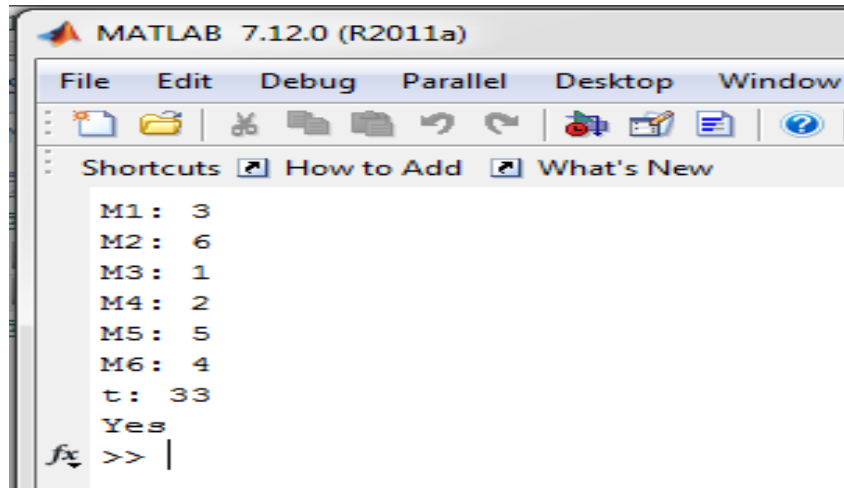 MATLAB 7.12.0 (R2011a)
File Edit Debug Parallel Desktop Window
Shortcuts How to Add What's New
M1: 3
M2: 6
M3: 1
M4: 2
M5: 5
M6: 4
t: 33
Yes
fx >>